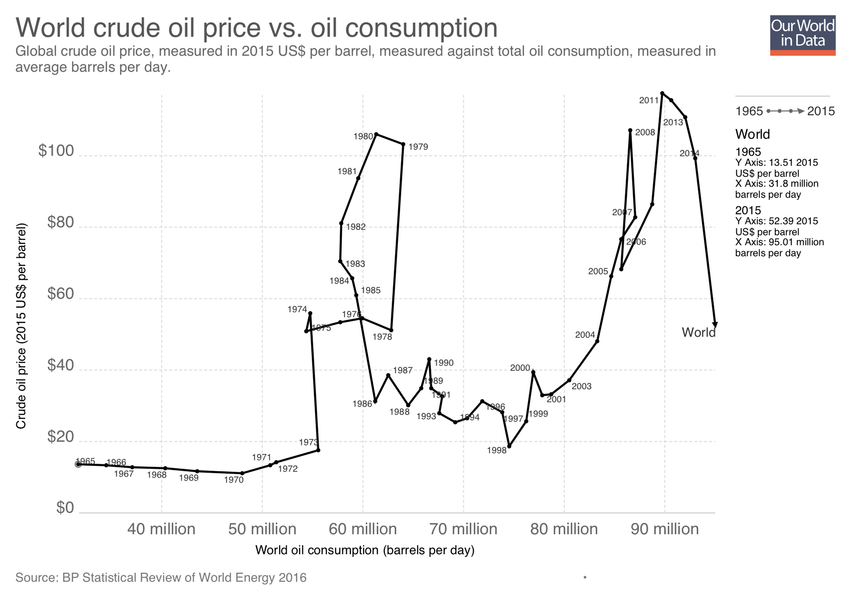 World crude oil price vs. oil consumption
Global crude oil price, measured in 2015 US$ per barrel, measured against total oil consumption, measured in
average barrels per day.
Our World
in Data
1965 2015
World
1965
Y Axis: 13.51 2015
US$ per barrel
X Axis: 31.8 million
barrels per day
2015
Y Axis: 52.39 2015
US$ per barrel
X Axis: 95.01 million
barrels per day
Crude oil price (2015 US$ per barrel)
$100
$80
$60
$40
$20
$0
1965
1966
1967
1968
1969
1970
1971
1972
1973
1974
1975
1976
1978
1979
1980
1981
1982
1983
1984
1985
1986
1987
1988
1989
1990
1991
1993
1994
1996
1997
1998
1999
2000
2001
2003
2004
2005
2006
2007
2008
2011
2013
2014
World
40 million 50 million 60 million 70 million 80 million 90 million
World oil consumption (barrels per day)
Source: BP Statistical Review of World Energy 2016